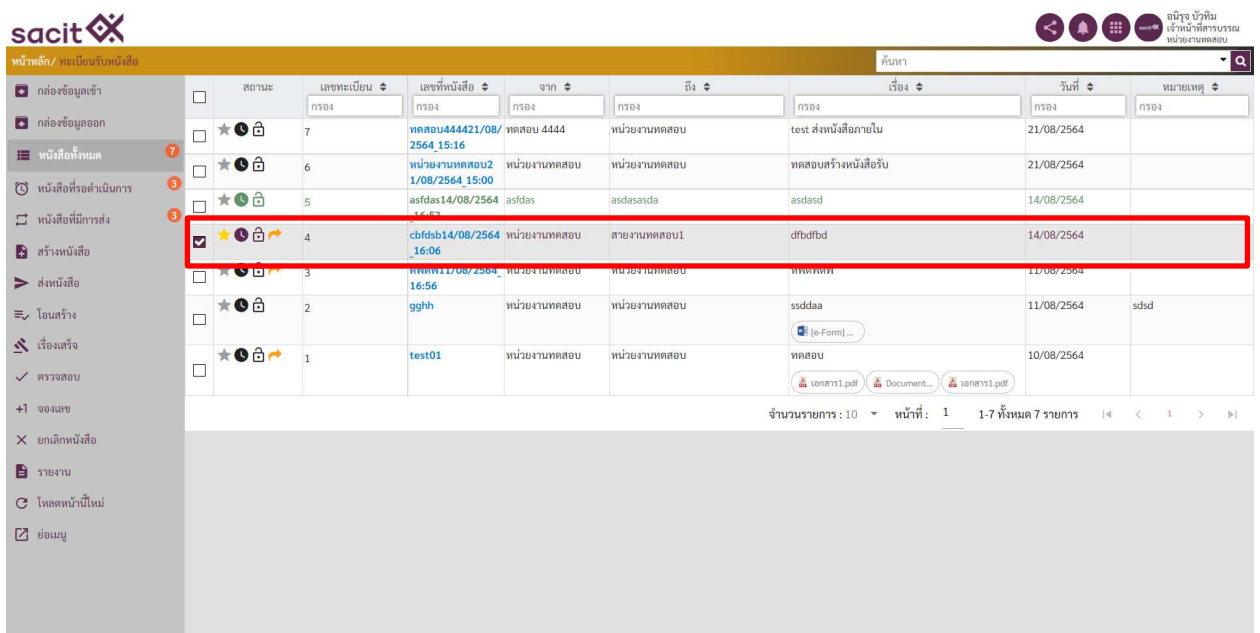 sacit
อนิรุจ บัวทิม
เจ้าหน้าที่สารบรรณ
หน่วยงานทดสอบ
หน้าหลัก/ ทะเบียนรับหนังสือ
ค้นหา
กล่องข้อมูลเข้า
กล่องข้อมูลออก
หนังสือทั้งหมด 7
หนังสือที่รอดำเนินการ 3
หนังสือที่มีการส่ง 3
สร้างหนังสือ
ส่งหนังสือ
โอนสร้าง
เรื่องเสร็จ
ตรวจสอบ
+1 จองเลข
ยกเลิกหนังสือ
รายงาน
โหลดหน้านี้ใหม่
ย่อเมนู
สถานะ เลขทะเบียน เลขที่หนังสือ จาก ถึง เรื่อง วันที่ หมายเหตุ
กรอง กรอง กรอง กรอง กรอง กรอง กรอง
7 ทดสอบ444421/08/ ทดสอบ 4444 หน่วยงานทดสอบ test ส่งหนังสือภายใน 21/08/2564
2564_15:16
6 หน่วยงานทดสอบ2 หน่วยงานทดสอบ หน่วยงานทดสอบ ทดสอบสร้างหนังสือรับ 21/08/2564
1/08/2564_15:00
5 asfdas14/08/2564 asfdas asdasasda asdasd 14/08/2564
_16:53
4 cbfdsb14/08/2564 หน่วยงานทดสอบ สายงานทดสอบ1 dfbdfbd 14/08/2564
_16:06
3 หน่วยงานทดสอบ หน่วยงานทดสอบ 11/08/2564
16:56
2 gghh หน่วยงานทดสอบ หน่วยงานทดสอบ ssddaa 11/08/2564 sdsd
[e-Form] ...
1 test01 หน่วยงานทดสอบ หน่วยงานทดสอบ ทดสอบ 10/08/2564
เอกสาร1.pdf Document... เอกสาร1.pdf
จำนวนรายการ : 10 หน้าที่ : 1 1-7 ทั้งหมด 7 รายการ 1